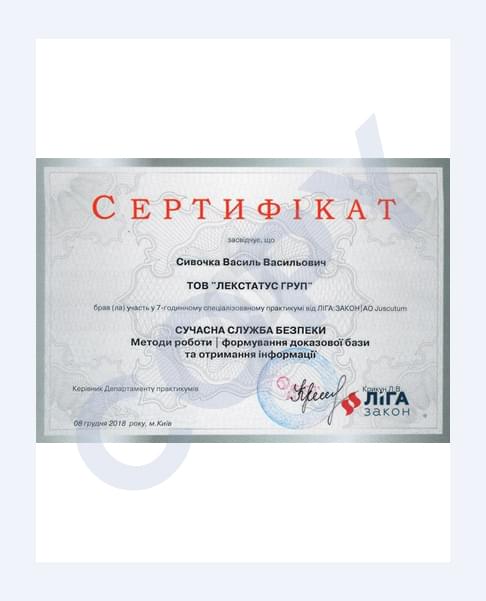 СЕРТИФІКАТ
засвідчує, що
Сивочка Василь Васильович
ТОВ "ЛЕКСТАТУС ГРУП"
брав (ла) участь у 7-годинному спеціалізованому практикумі від ЛІГА:ЗАКОН|АО Juscutum
СУЧАСНА СЛУЖБА БЕЗПЕКИ
Методи роботи | формування доказової бази
та отримання інформації
Керівник Департаменту практикумів Крикун Л.В.
ЛІГА
закон
08 грудня 2018 року, м.Київ
COPY